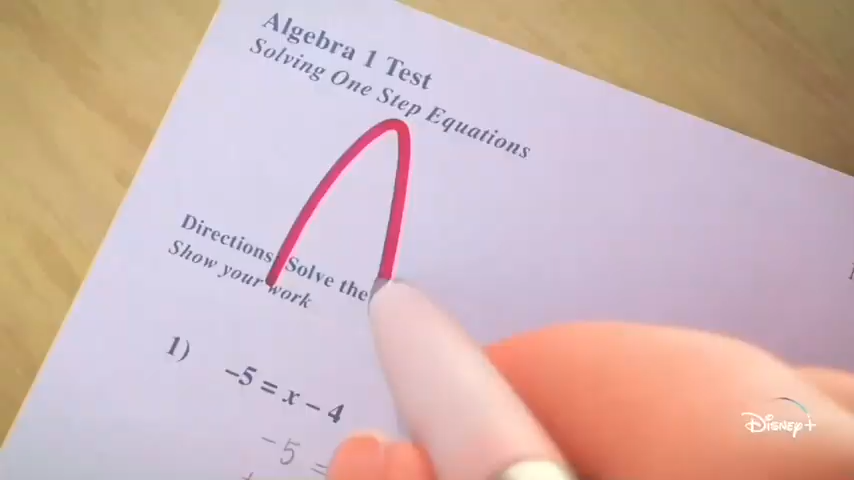 Algebra 1 Test
Solving One Step Equations
Directions: Solve the
Show your work
1) −5 = x − 4
−5 =
Disney+